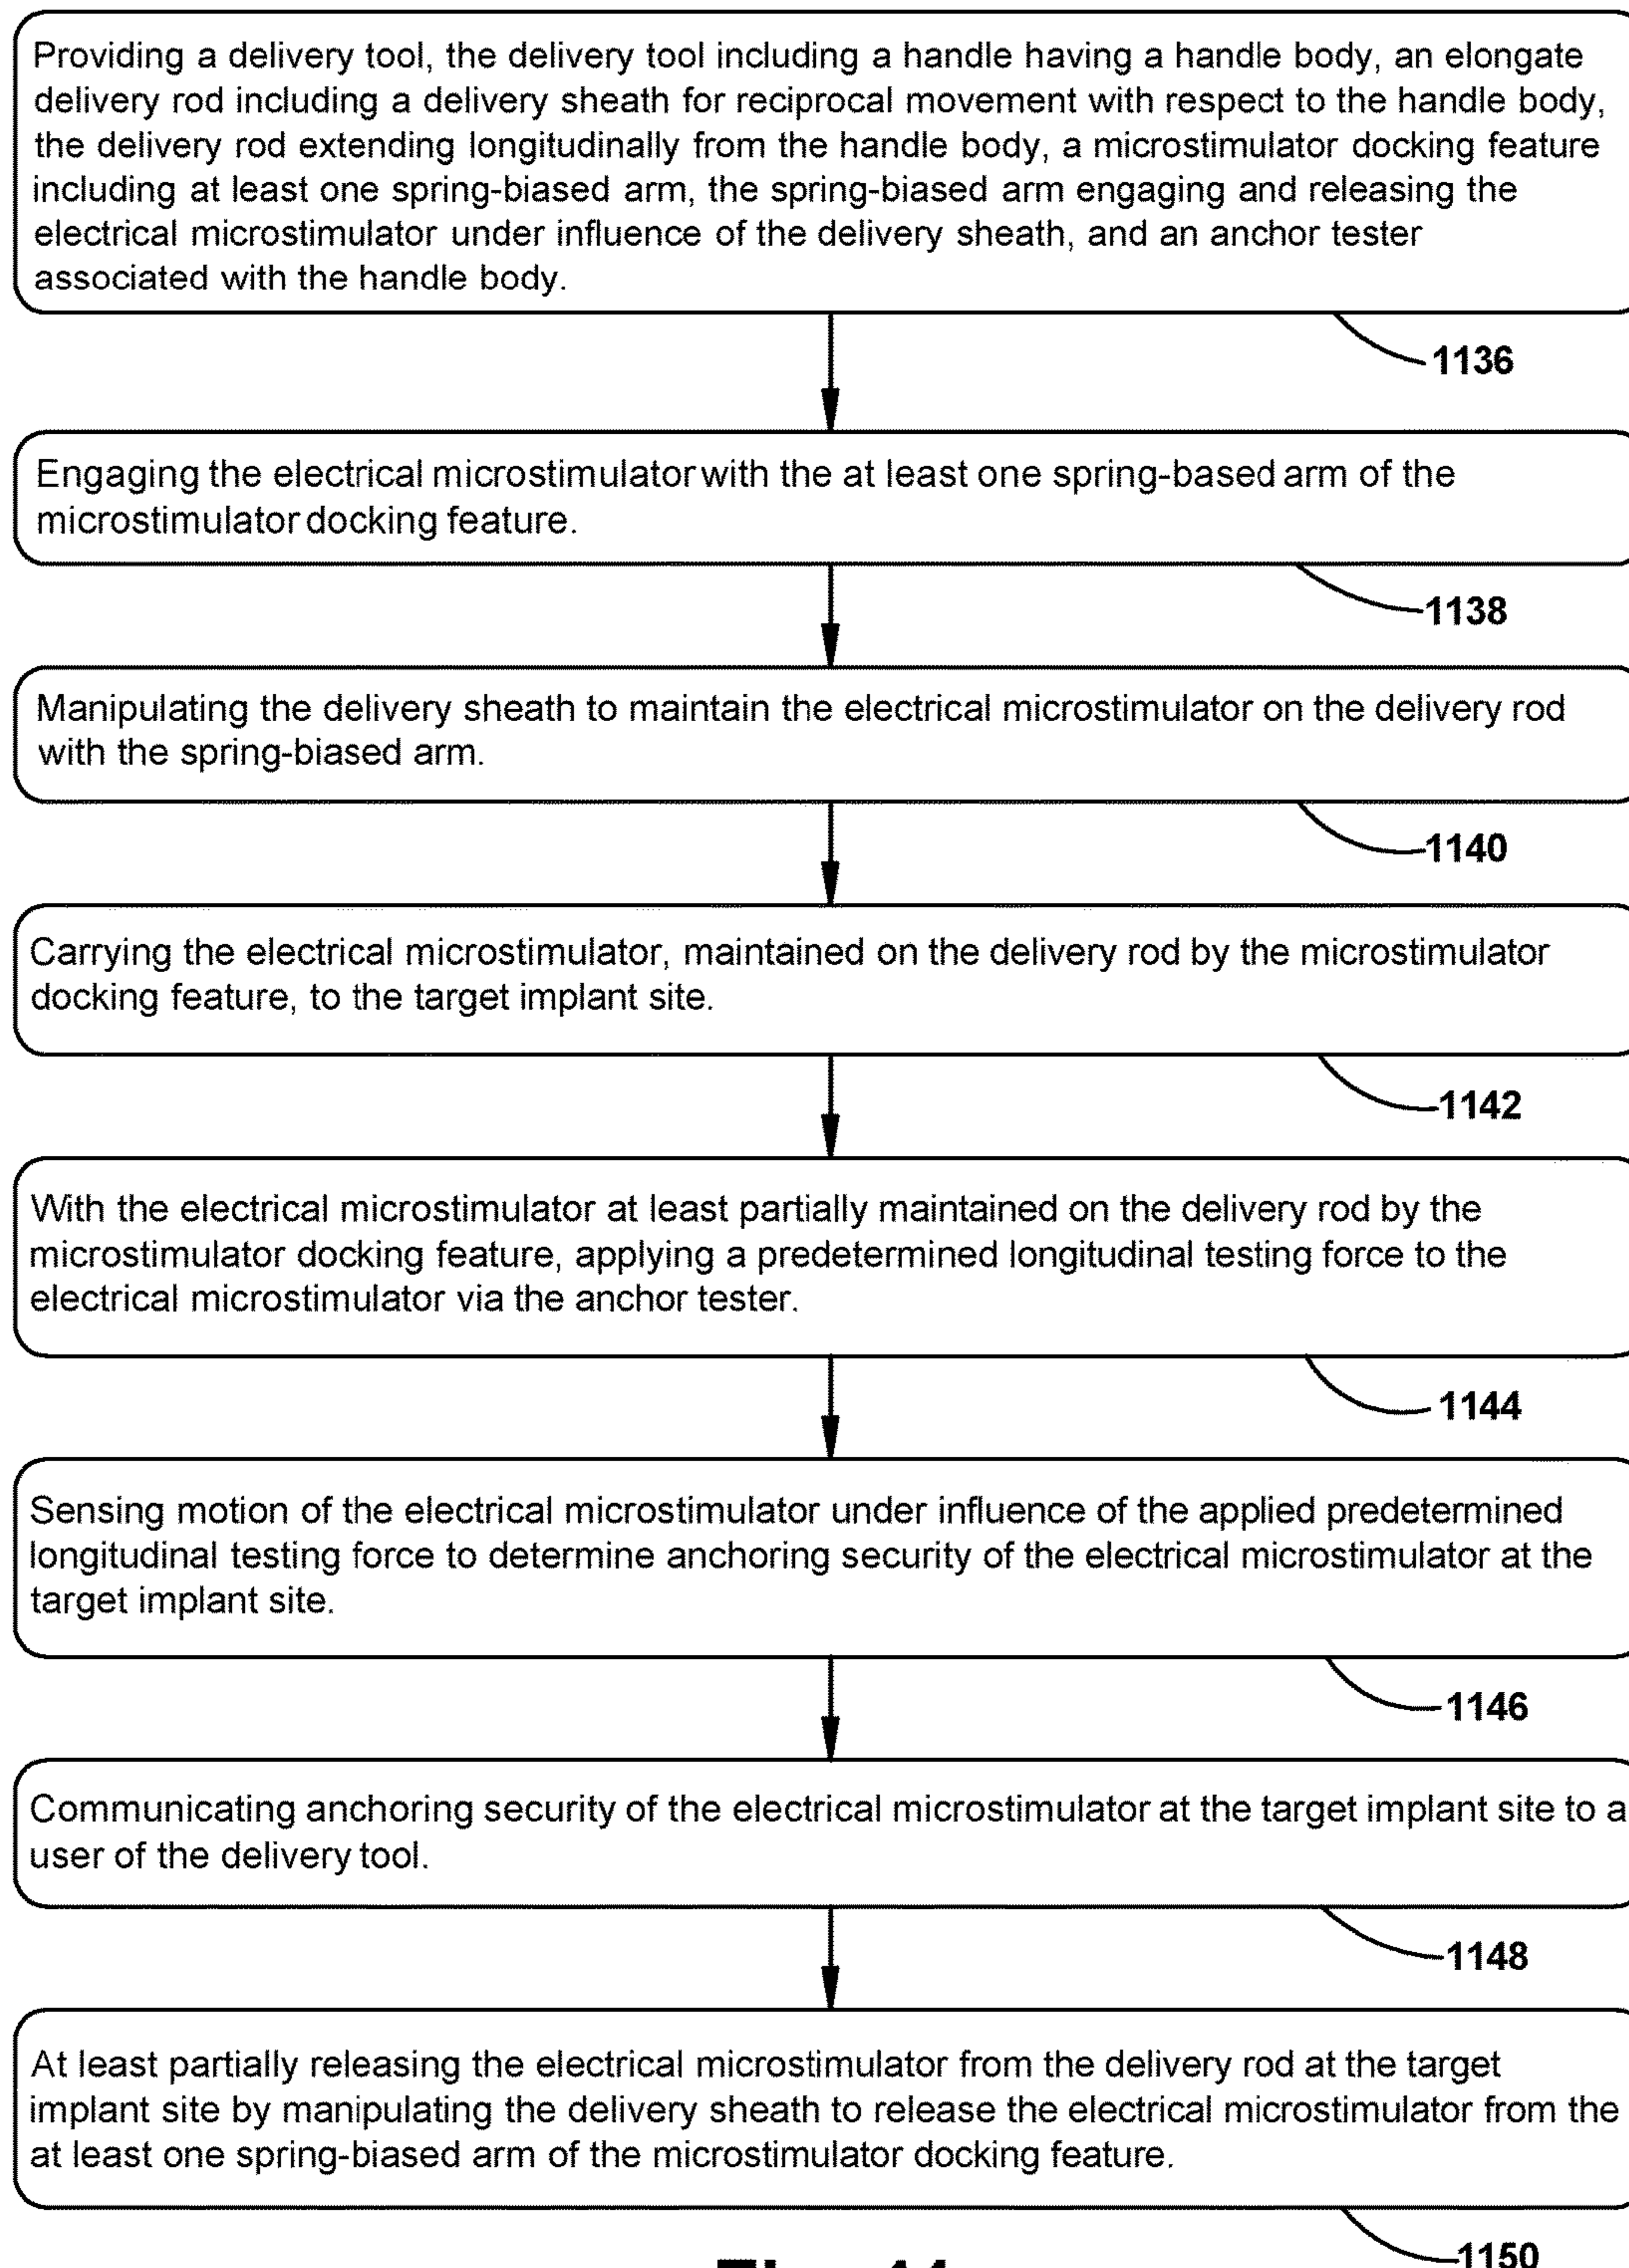 Providing a delivery tool, the delivery tool including a handle having a handle body, an elongate
delivery rod including a delivery sheath for reciprocal movement with respect to the handle body,
the delivery rod extending longitudinally from the handle body, a microstimulator docking feature
including at least one spring-biased arm, the spring-biased arm engaging and releasing the
electrical microstimulator under influence of the delivery sheath, and an anchor tester
associated with the handle body.
1136
Engaging the electrical microstimulator with the at least one spring-based arm of the
microstimulator docking feature.
1138
Manipulating the delivery sheath to maintain the electrical microstimulator on the delivery rod
with the spring-biased arm.
1140
Carrying the electrical microstimulator, maintained on the delivery rod by the microstimulator
docking feature, to the target implant site.
1142
With the electrical microstimulator at least partially maintained on the delivery rod by the
microstimulator docking feature, applying a predetermined longitudinal testing force to the
electrical microstimulator via the anchor tester.
1144
Sensing motion of the electrical microstimulator under influence of the applied predetermined
longitudinal testing force to determine anchoring security of the electrical microstimulator at the
target implant site.
1146
Communicating anchoring security of the electrical microstimulator at the target implant site to a
user of the delivery tool.
1148
At least partially releasing the electrical microstimulator from the delivery rod at the target
implant site by manipulating the delivery sheath to release the electrical microstimulator from the
at least one spring-biased arm of the microstimulator docking feature.
1150